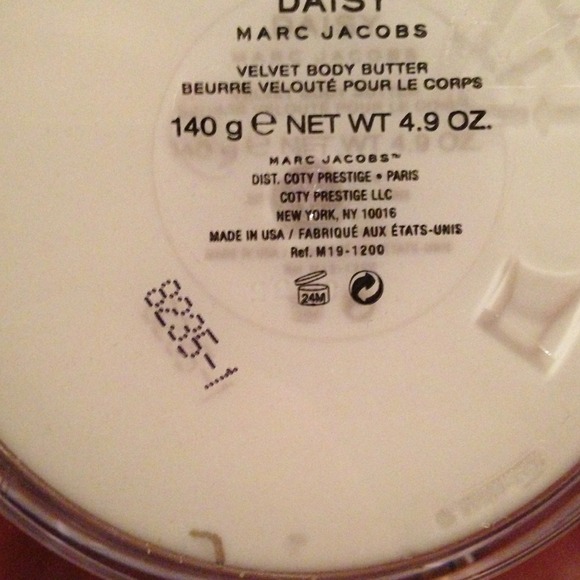 DAISY
MARC JACOBS
VELVET BODY BUTTER
BEURRE VELOUTÉ POUR LE CORPS
140 g ℮ NET WT 4.9 OZ.
MARC JACOBS™
DIST. COTY PRESTIGE • PARIS
COTY PRESTIGE LLC
NEW YORK, NY 10016
MADE IN USA / FABRIQUÉ AUX ÉTATS-UNIS
Ref. M19-1200
24M
8235-1